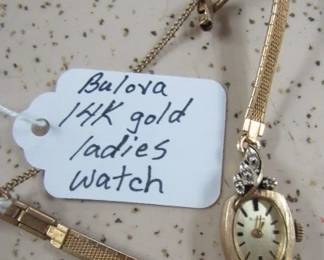 Bulova
14K gold
ladies
watch